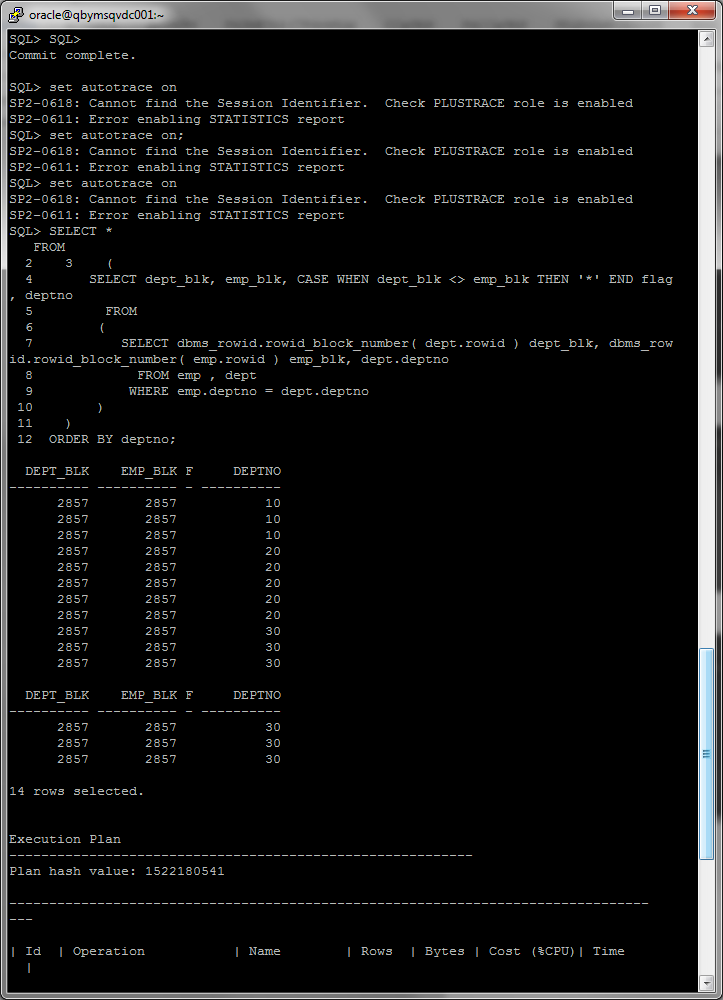 oracle@qbymsqvdc001:~
SQL> SQL>
Commit complete.
SQL> set autotrace on
SP2-0618: Cannot find the Session Identifier.  Check PLUSTRACE role is enabled
SP2-0611: Error enabling STATISTICS report
SQL> set autotrace on;
SP2-0618: Cannot find the Session Identifier.  Check PLUSTRACE role is enabled
SP2-0611: Error enabling STATISTICS report
SQL> set autotrace on
SP2-0618: Cannot find the Session Identifier.  Check PLUSTRACE role is enabled
SP2-0611: Error enabling STATISTICS report
SQL> SELECT *
   FROM
  2    3    (
  4       SELECT dept_blk, emp_blk, CASE WHEN dept_blk <> emp_blk THEN '*' END flag
, deptno
  5         FROM
  6        (
  7           SELECT dbms_rowid.rowid_block_number( dept.rowid ) dept_blk, dbms_row
id.rowid_block_number( emp.rowid ) emp_blk, dept.deptno
  8             FROM emp , dept
  9            WHERE emp.deptno = dept.deptno
 10        )
 11    )
 12  ORDER BY deptno;
  DEPT_BLK    EMP_BLK F     DEPTNO
---------- ---------- - ----------
      2857       2857           10
      2857       2857           10
      2857       2857           10
      2857       2857           20
      2857       2857           20
      2857       2857           20
      2857       2857           20
      2857       2857           20
      2857       2857           30
      2857       2857           30
      2857       2857           30
  DEPT_BLK    EMP_BLK F     DEPTNO
---------- ---------- - ----------
      2857       2857           30
      2857       2857           30
      2857       2857           30
14 rows selected.
Execution Plan
----------------------------------------------------------
Plan hash value: 1522180541
--------------------------------------------------------------------------------
---
| Id  | Operation           | Name        | Rows  | Bytes | Cost (%CPU)| Time
  |